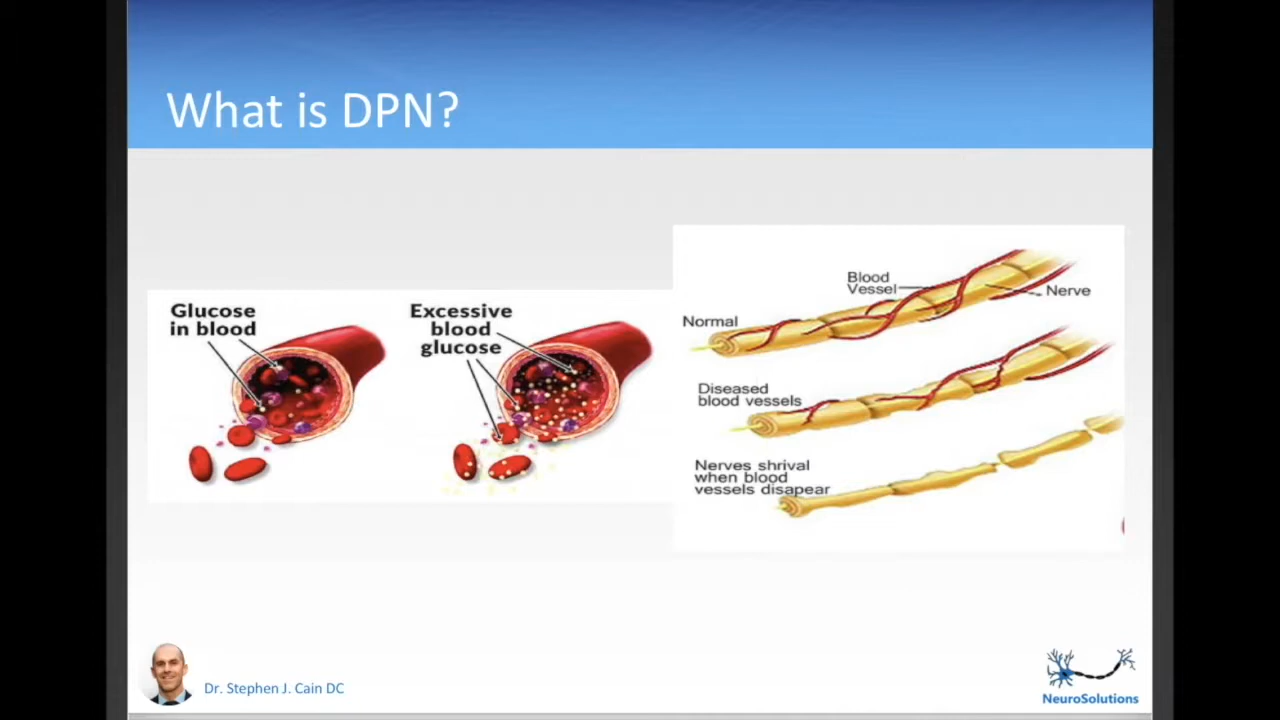 What is DPN?
Glucose
in blood
Excessive
blood
glucose
Blood
Vessel
Nerve
Normal
Diseased
blood vessels
Nerves shrival
when blood
vessels disapear
Dr. Stephen J. Cain DC
NeuroSolutions